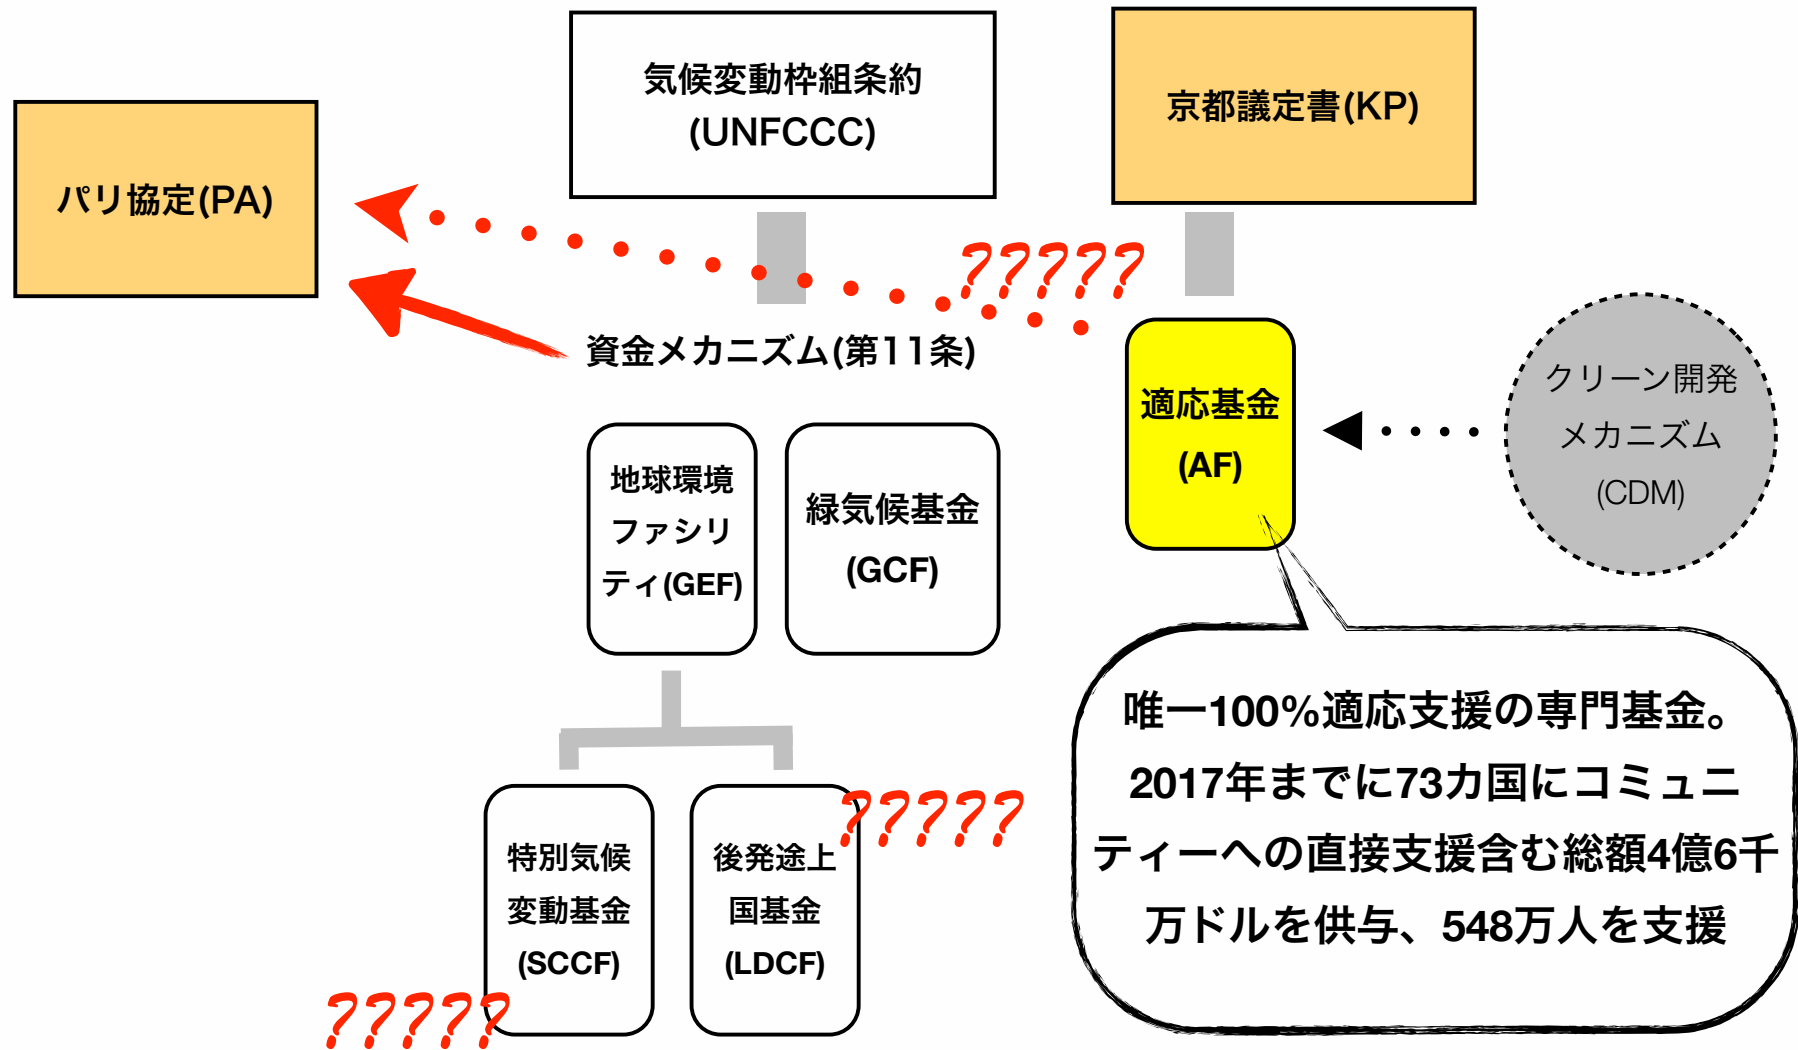 気候変動枠組条約
(UNFCCC)
京都議定書(KP)
パリ協定(PA)
?????
資金メカニズム(第11条)
適応基金
(AF)
クリーン開発
メカニズム
(CDM)
地球環境
ファシリ
ティ(GEF)
緑気候基金
(GCF)
唯一100%適応支援の専門基金。
2017年までに73カ国にコミュニ
ティーへの直接支援含む総額4億6千
万ドルを供与、548万人を支援
?????
特別気候
変動基金
(SCCF)
後発途上
国基金
(LDCF)
?????